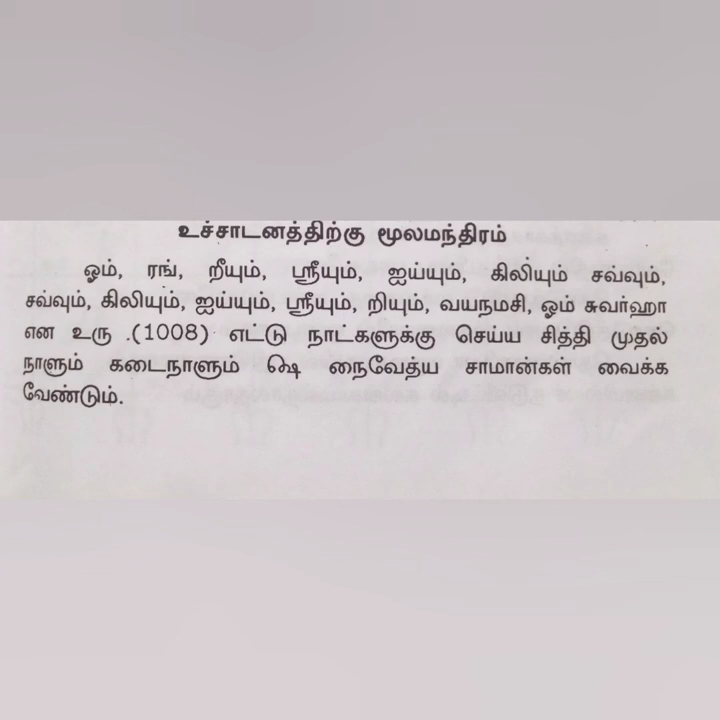 உச்சாடனத்திற்கு மூலமந்திரம்
ஓம், ரங், றீயும், ஸ்ரீயும், ஐய்யும், கிலியும் சவ்வும்,
சவ்வும், கிலியும், ஐய்யும், ஸ்ரீயும், றியும், வயநமசி, ஓம் சுவர்ஹா
என உரு .(1008) எட்டு நாட்களுக்கு செய்ய சித்தி முதல்
நாளும் கடைநாளும் ௸ நைவேத்ய சாமான்கள் வைக்க
வேண்டும்.